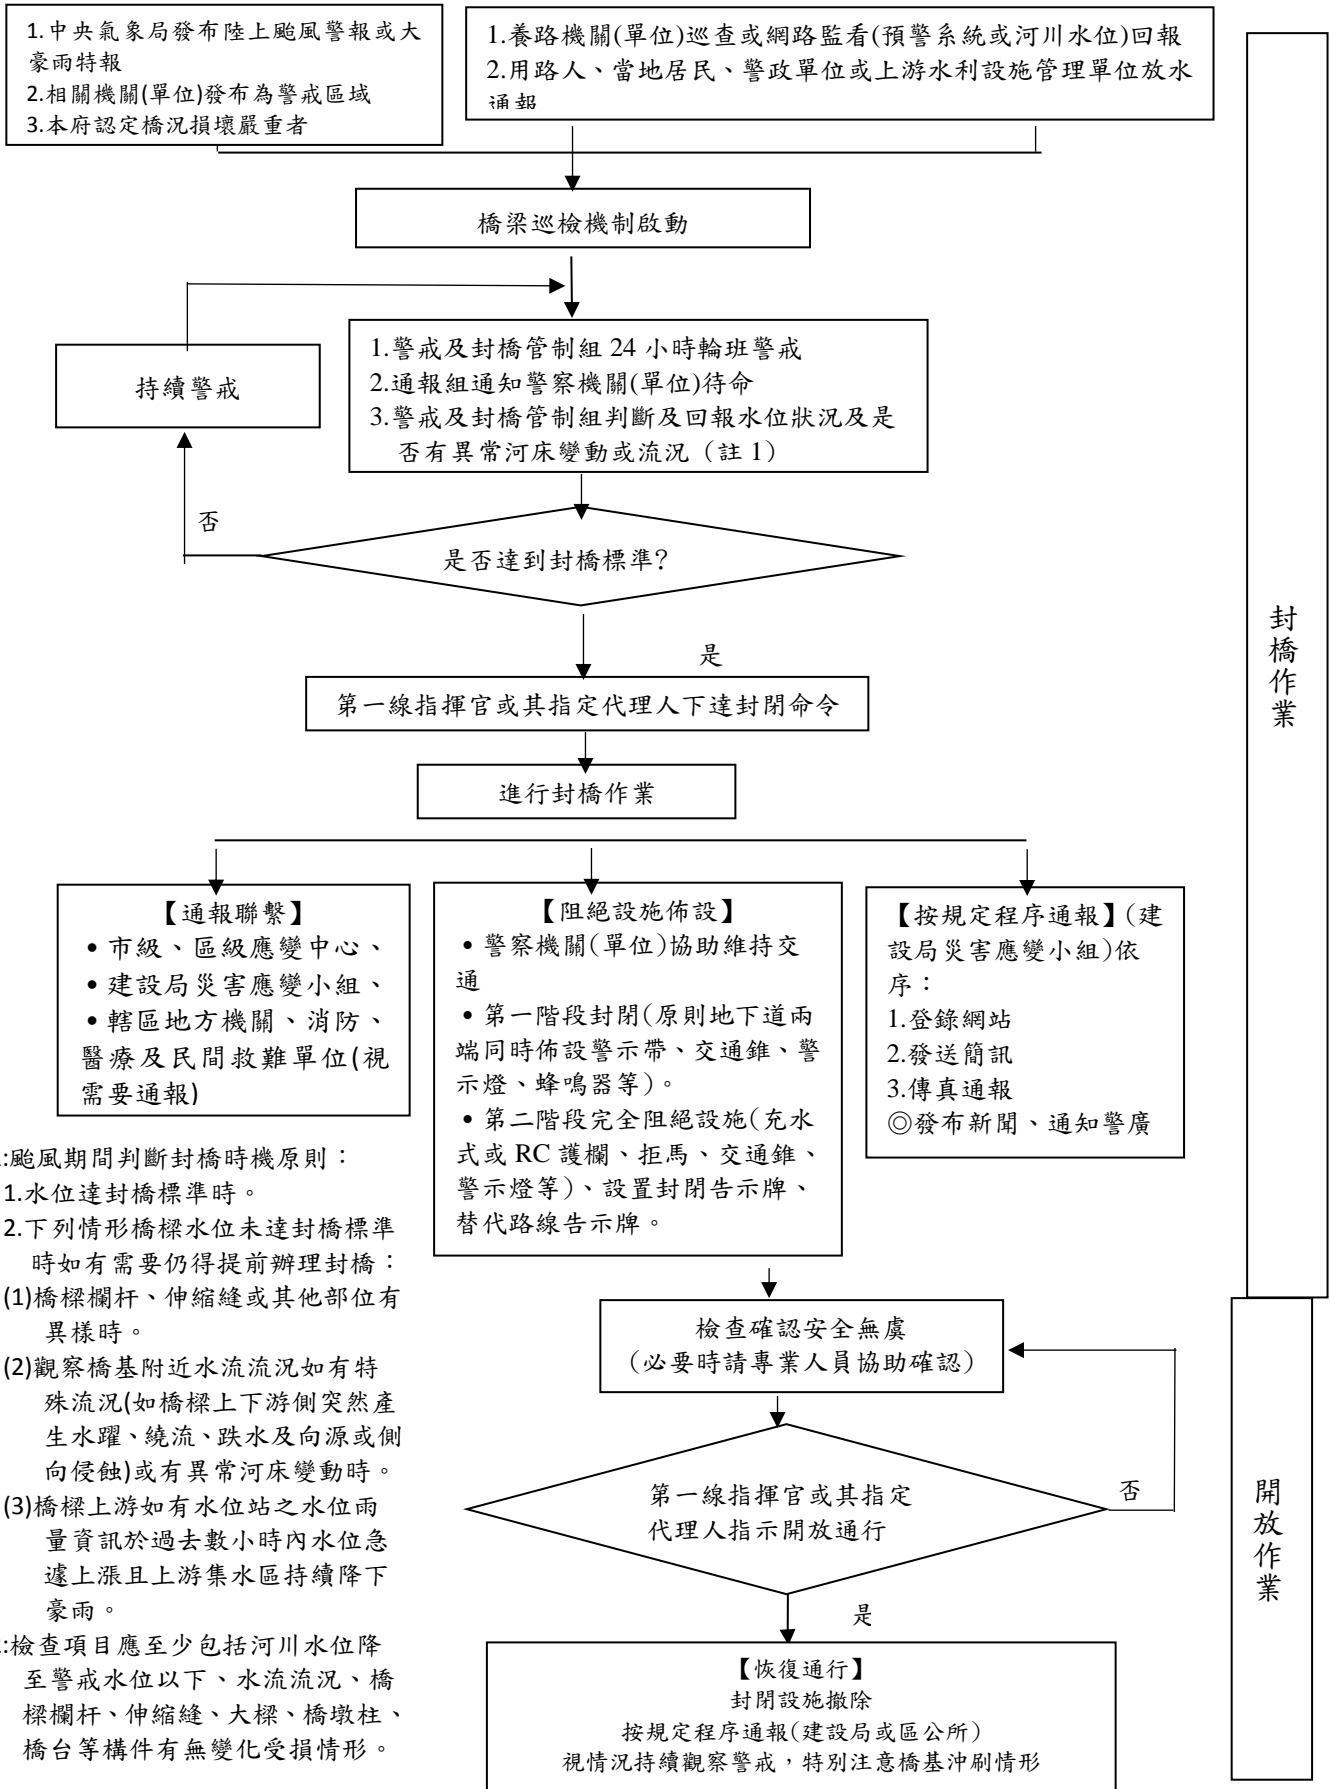 1.中央氣象局發布陸上颱風警報或大
豪雨特報
2.相關機關(單位)發布為警戒區域
3.本府認定橋況損壞嚴重者
1.養路機關(單位)巡查或網路監看(預警系統或河川水位)回報
2.用路人、當地居民、警政單位或上游水利設施管理單位放水
通報
橋梁巡檢機制啟動
持續警戒
1.警戒及封橋管制組 24 小時輪班警戒
2.通報組通知警察機關(單位)待命
3.警戒及封橋管制組判斷及回報水位狀況及是
否有異常河床變動或流況（註 1）
否
是否達到封橋標準?
是
第一線指揮官或其指定代理人下達封閉命令
進行封橋作業
封橋作業
【通報聯繫】
• 市級、區級應變中心、
• 建設局災害應變小組、
• 轄區地方機關、消防、
醫療及民間救難單位(視
需要通報)
【阻絕設施佈設】
• 警察機關(單位)協助維持交
通
• 第一階段封閉(原則地下道兩
端同時佈設警示帶、交通錐、警
示燈、蜂鳴器等)。
• 第二階段完全阻絕設施(充水
式或 RC 護欄、拒馬、交通錐、
警示燈等)、設置封閉告示牌、
替代路線告示牌。
【按規定程序通報】(建
設局災害應變小組)依
序：
1.登錄網站
2.發送簡訊
3.傳真通報
◎發布新聞、通知警廣
:颱風期間判斷封橋時機原則：
1.水位達封橋標準時。
2.下列情形橋樑水位未達封橋標準
時如有需要仍得提前辦理封橋：
(1)橋樑欄杆、伸縮縫或其他部位有
異樣時。
(2)觀察橋基附近水流流況如有特
殊流況(如橋樑上下游側突然產
生水躍、繞流、跌水及向源或側
向侵蝕)或有異常河床變動時。
(3)橋樑上游如有水位站之水位雨
量資訊於過去數小時內水位急
遽上漲且上游集水區持續降下
豪雨。
:檢查項目應至少包括河川水位降
至警戒水位以下、水流流況、橋
樑欄杆、伸縮縫、大樑、橋墩柱、
橋台等構件有無變化受損情形。
檢查確認安全無虞
（必要時請專業人員協助確認）
第一線指揮官或其指定
代理人指示開放通行
否
是
【恢復通行】
封閉設施撤除
按規定程序通報(建設局或區公所)
視情況持續觀察警戒，特別注意橋基沖刷情形
開放作業